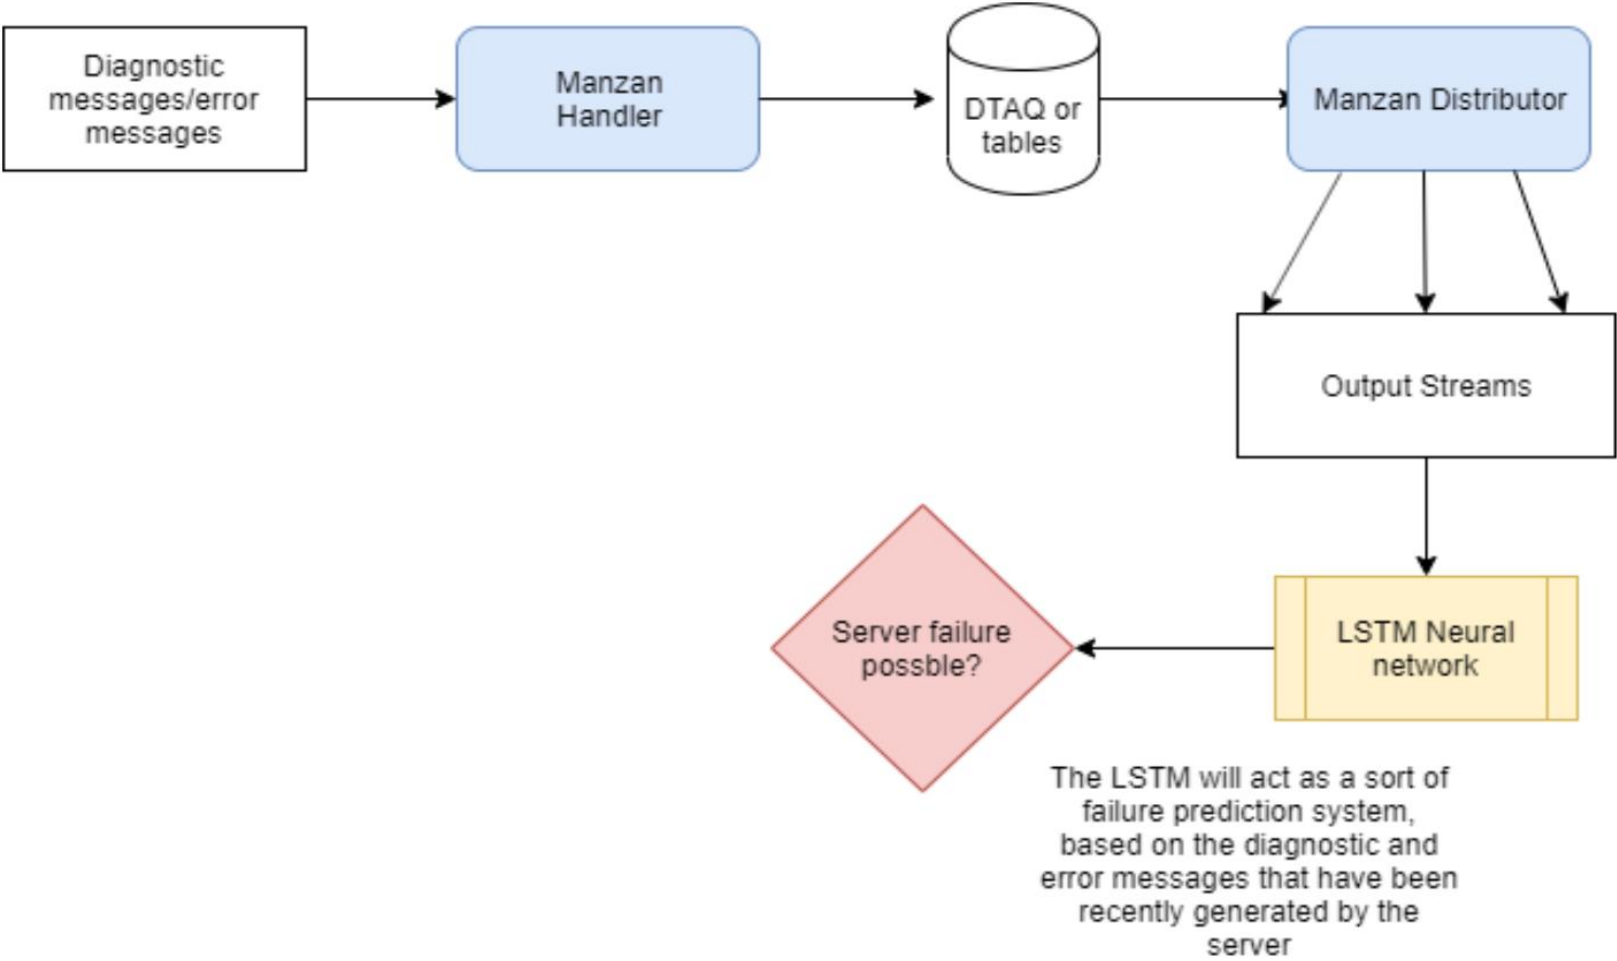 Diagnostic
messages/error
messages
Manzan
Handler
DTAQ or
tables
Manzan Distributor
Output Streams
LSTM Neural
network
Server failure
possble?
The LSTM will act as a sort of
failure prediction system,
based on the diagnostic and
error messages that have been
recently generated by the
server